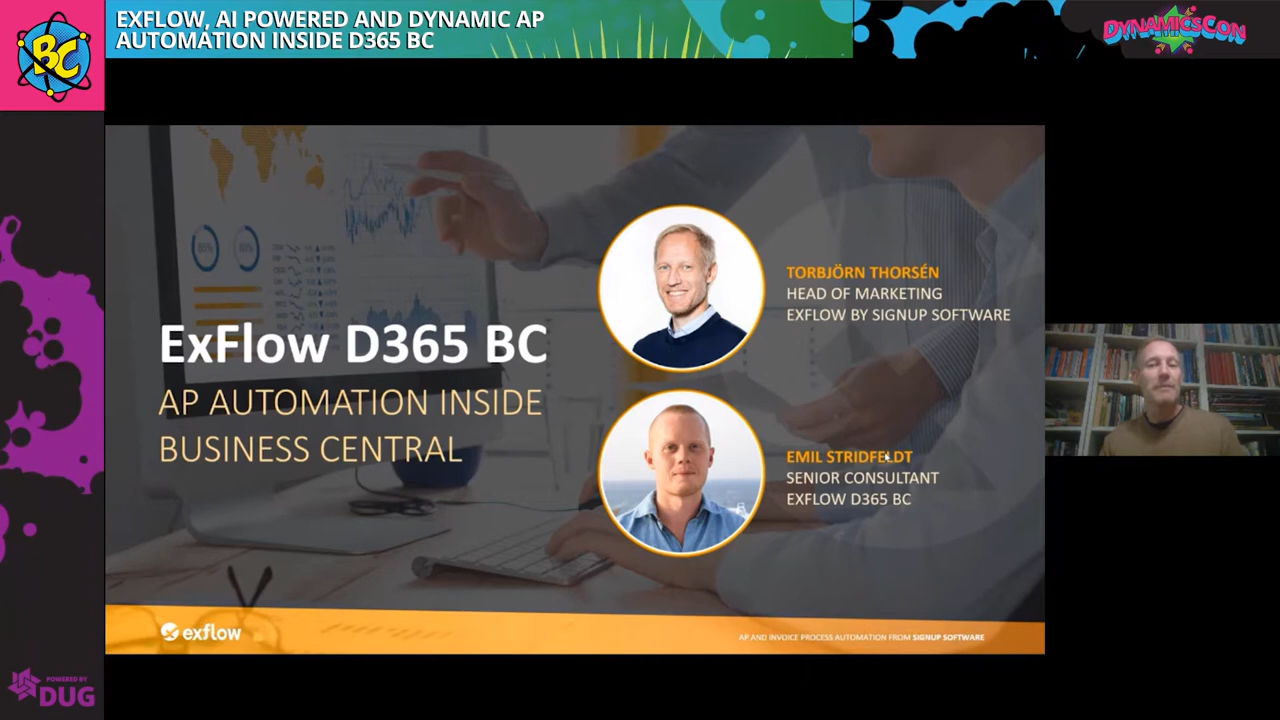 EXFLOW, AI POWERED AND DYNAMIC AP
AUTOMATION INSIDE D365 BC
BC
DYNAMICSCON
ExFlow D365 BC
AP AUTOMATION INSIDE
BUSINESS CENTRAL
TORBJÖRN THORSÉN
HEAD OF MARKETING
EXFLOW BY SIGNUP SOFTWARE
EMIL STRIDFELDT
SENIOR CONSULTANT
EXFLOW D365 BC
exflow
AP AND INVOICE PROCESS AUTOMATION FROM SIGNUP SOFTWARE
POWERED BY
DUG